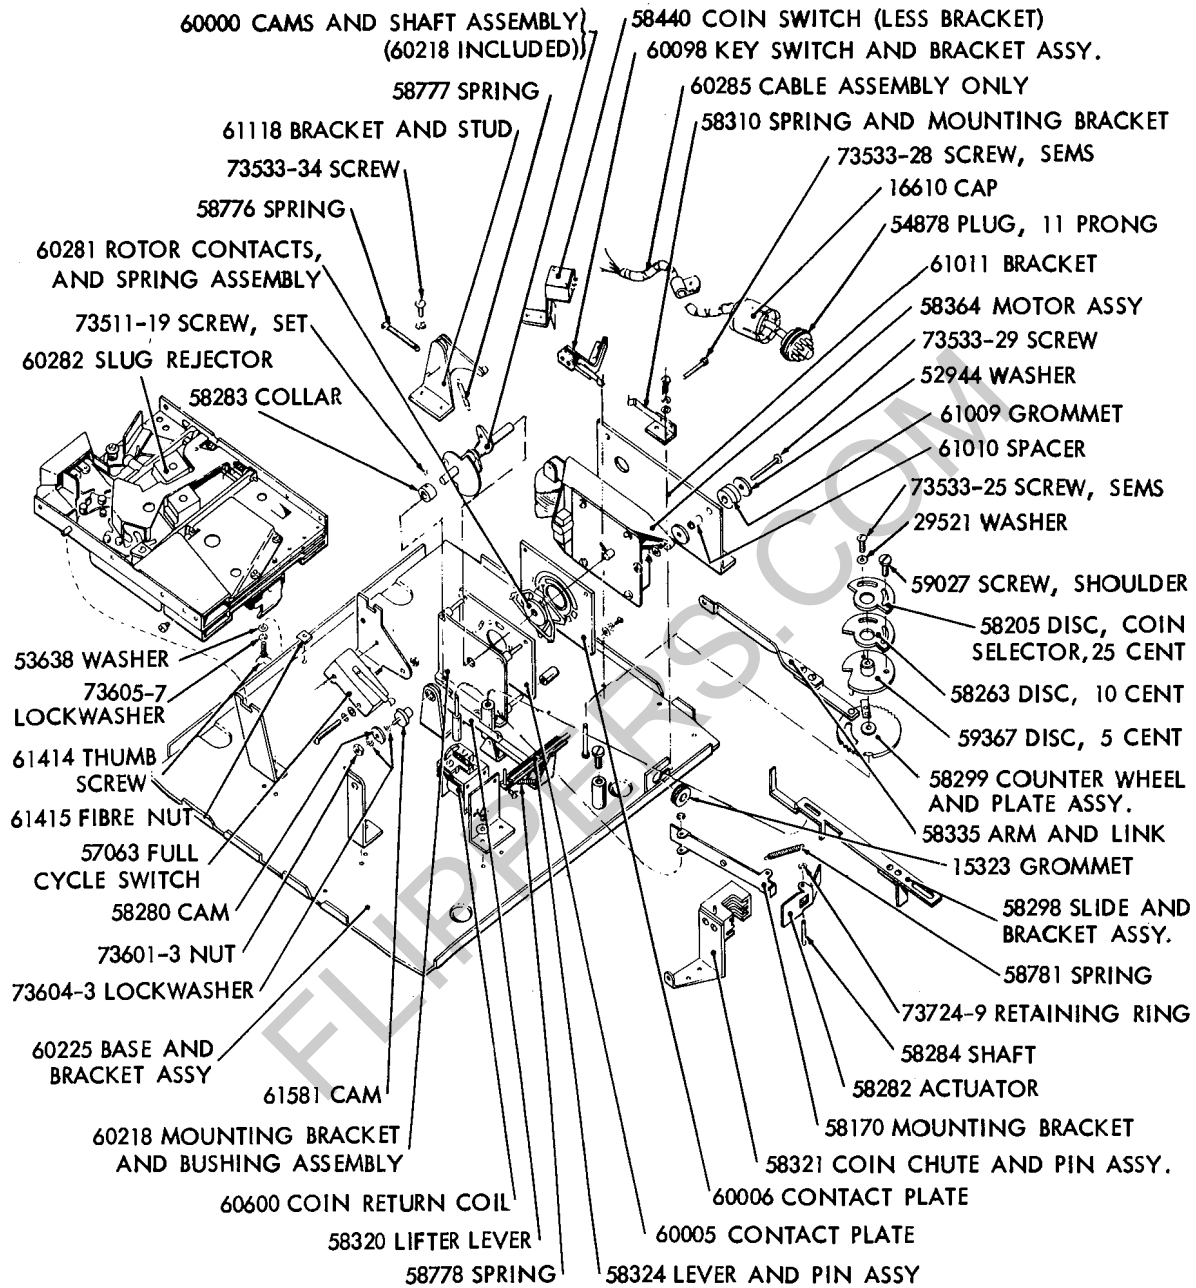 60000 CAMS AND SHAFT ASSEMBLY
(60218 INCLUDED)
58777 SPRING
61118 BRACKET AND STUD
73533-34 SCREW
58776 SPRING
60281 ROTOR CONTACTS,
AND SPRING ASSEMBLY
73511-19 SCREW, SET
60282 SLUG REJECTOR
58283 COLLAR
58440 COIN SWITCH (LESS BRACKET)
60098 KEY SWITCH AND BRACKET ASSY.
60285 CABLE ASSEMBLY ONLY
58310 SPRING AND MOUNTING BRACKET
73533-28 SCREW, SEMS
16610 CAP
54878 PLUG, 11 PRONG
61011 BRACKET
58364 MOTOR ASSY
73533-29 SCREW
52944 WASHER
61009 GROMMET
61010 SPACER
73533-25 SCREW, SEMS
29521 WASHER
59027 SCREW, SHOULDER
58205 DISC, COIN
SELECTOR, 25 CENT
58263 DISC, 10 CENT
59367 DISC, 5 CENT
58299 COUNTER WHEEL
AND PLATE ASSY.
58335 ARM AND LINK
15323 GROMMET
58298 SLIDE AND
BRACKET ASSY.
58781 SPRING
73724-9 RETAINING RING
58284 SHAFT
58282 ACTUATOR
58170 MOUNTING BRACKET
58321 COIN CHUTE AND PIN ASSY.
60006 CONTACT PLATE
60005 CONTACT PLATE
58324 LEVER AND PIN ASSY
53638 WASHER
73605-7
LOCKWASHER
61414 THUMB
SCREW
61415 FIBRE NUT
57063 FULL
CYCLE SWITCH
58280 CAM
73601-3 NUT
73604-3 LOCKWASHER
60225 BASE AND
BRACKET ASSY
61581 CAM
60218 MOUNTING BRACKET
AND BUSHING ASSEMBLY
60600 COIN RETURN COIL
58320 LIFTER LEVER
58778 SPRING
FLIPPERS.COM